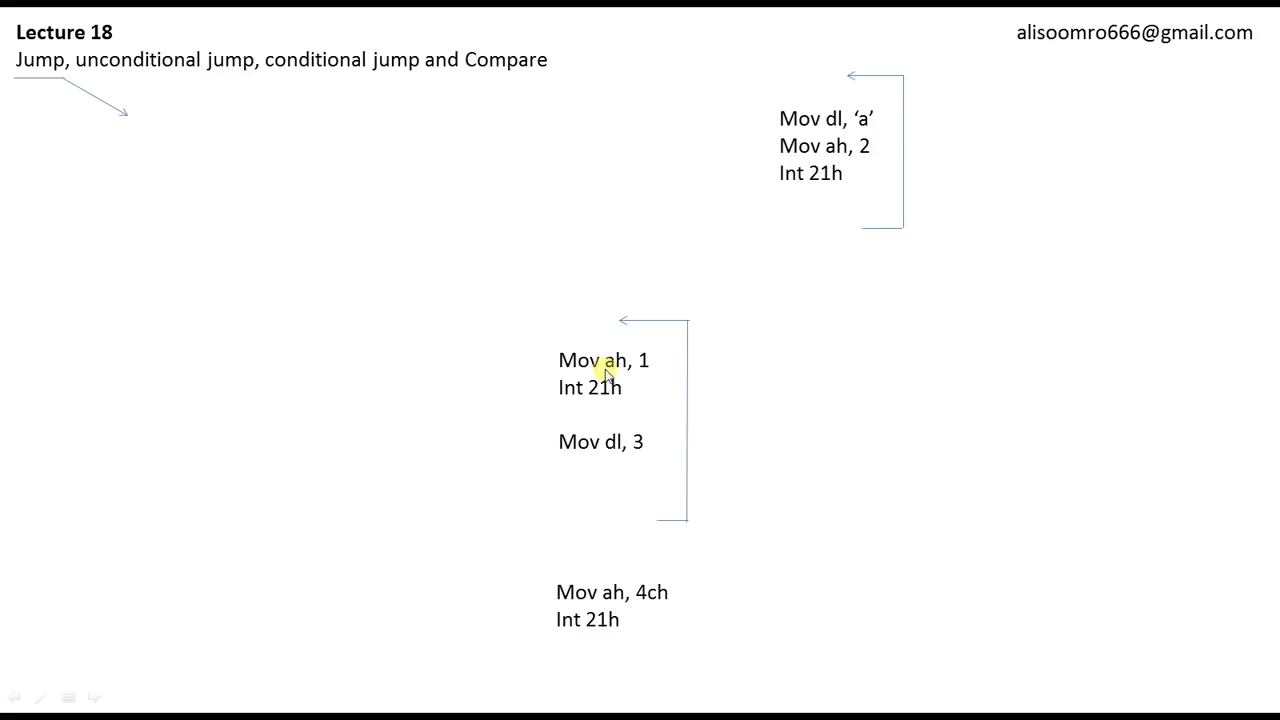 Lecture 18
alisoomro666@gmail.com
Jump, unconditional jump, conditional jump and Compare
Mov dl, ‘a’
Mov ah, 2
Int 21h
Mov ah, 1
Int 21h
Mov dl, 3
Mov ah, 4ch
Int 21h